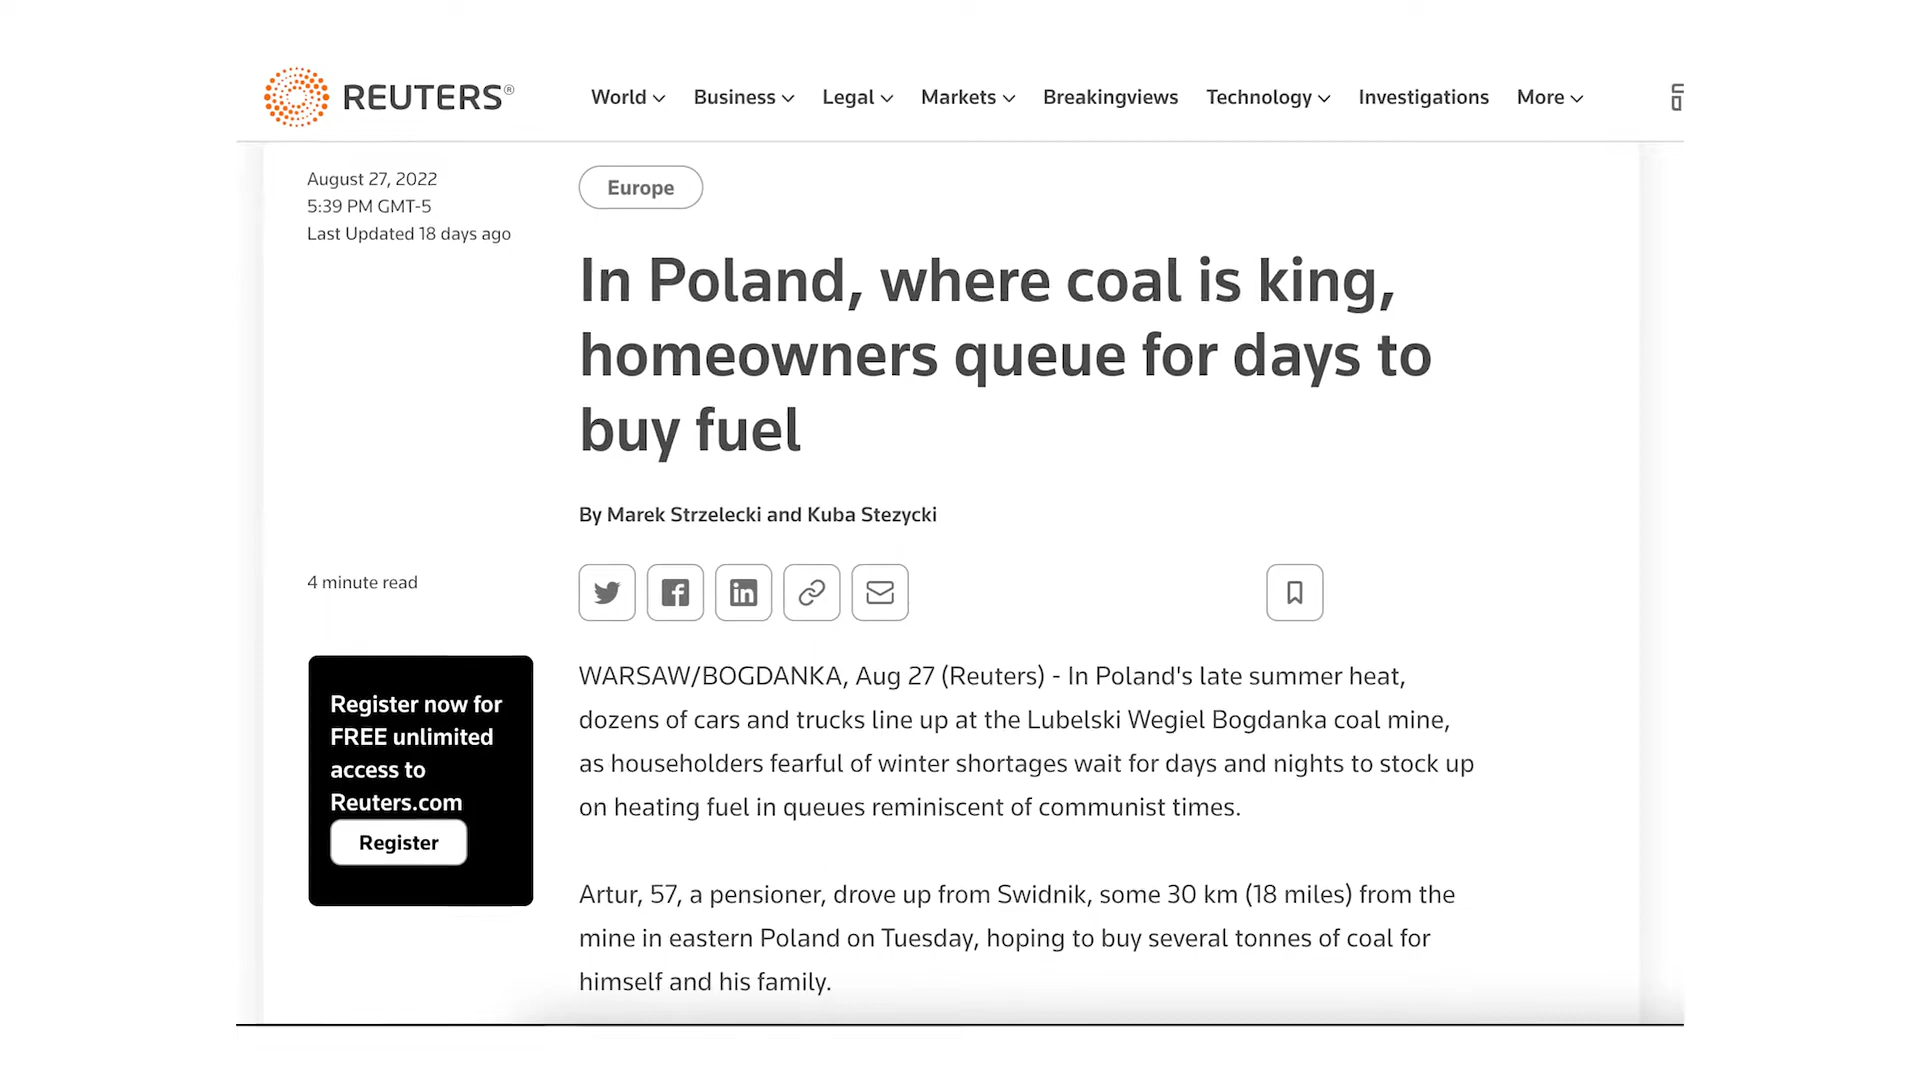 REUTERS®
World
Business
Legal
Markets
Breakingviews
Technology
Investigations
More
August 27, 2022
5:39 PM GMT-5
Last Updated 18 days ago
Europe
In Poland, where coal is king,
homeowners queue for days to
buy fuel
By Marek Strzelecki and Kuba Stezycki
4 minute read
Register now for
FREE unlimited
access to
Reuters.com
Register
WARSAW/BOGDANKA, Aug 27 (Reuters) - In Poland's late summer heat,
dozens of cars and trucks line up at the Lubelski Wegiel Bogdanka coal mine,
as householders fearful of winter shortages wait for days and nights to stock up
on heating fuel in queues reminiscent of communist times.
Artur, 57, a pensioner, drove up from Swidnik, some 30 km (18 miles) from the
mine in eastern Poland on Tuesday, hoping to buy several tonnes of coal for
himself and his family.